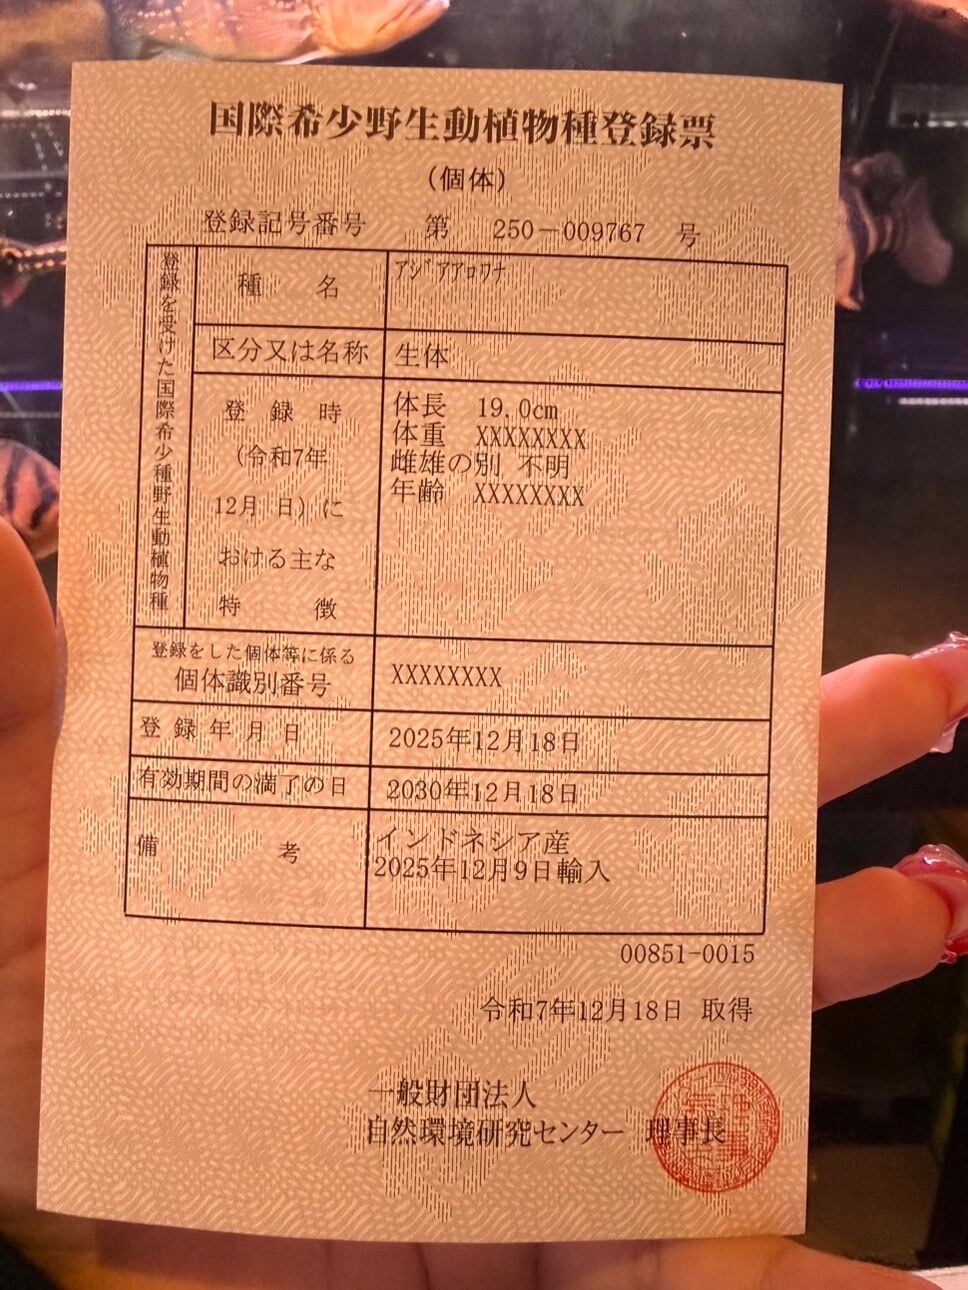 国際希少野生動植物種登録票
（個体）
登録記号番号 第 250－009767 号
登録を受けた国際希少種野生動植物種
種名 アジアアロワナ
区分又は名称 生体
登録時
(令和7年
12月 日)に
おける主な
特徴
体長 19.0cm
体重 XXXXXXXX
雌雄の別 不明
年齢 XXXXXXXX
登録をした個体等に係る
個体識別番号
XXXXXXXX
登録年月日 2025年12月18日
有効期間の満了の日 2030年12月18日
備考
インドネシア産
2025年12月9日輸入
00851-0015
令和7年12月18日 取得
一般財団法人
自然環境研究センター 理事長